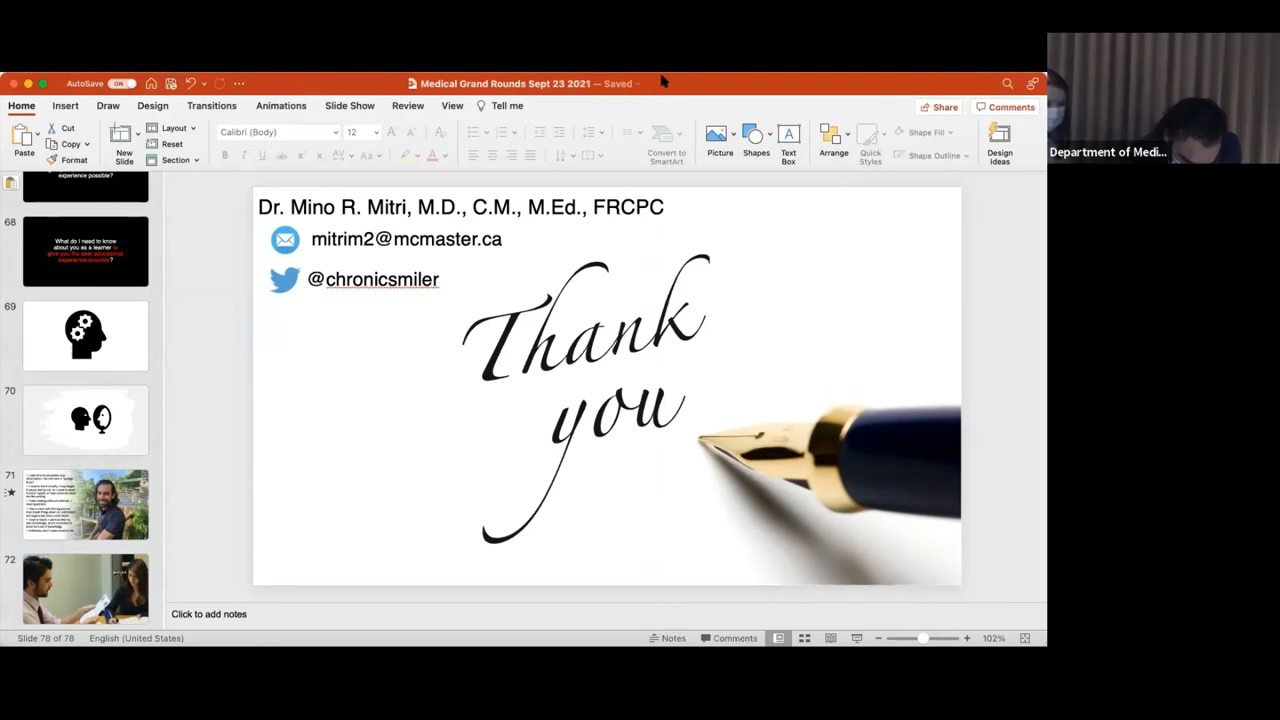 AutoSave ON
Medical Grand Rounds Sept 23 2021 — Saved
Home Insert Draw Design Transitions Animations Slide Show Review View Tell me
Share Comments
Paste
Cut
Copy
Format
New Slide
Layout
Reset
Section
Calibri (Body) 12
Convert to SmartArt
Picture
Shapes
Text Box
Arrange
Quick Styles
Shape Fill
Shape Outline
Design Ideas
Department of Medi...
experience possible?
68
What do I need to know
about you as a learner to
give you the best educational
experience possible?
69
70
71
72
Dr. Mino R. Mitri, M.D., C.M., M.Ed., FRCPC
mitrim2@mcmaster.ca
@chronicsmiler
Thank
you
Click to add notes
Slide 78 of 78 English (United States)
Notes Comments 102%